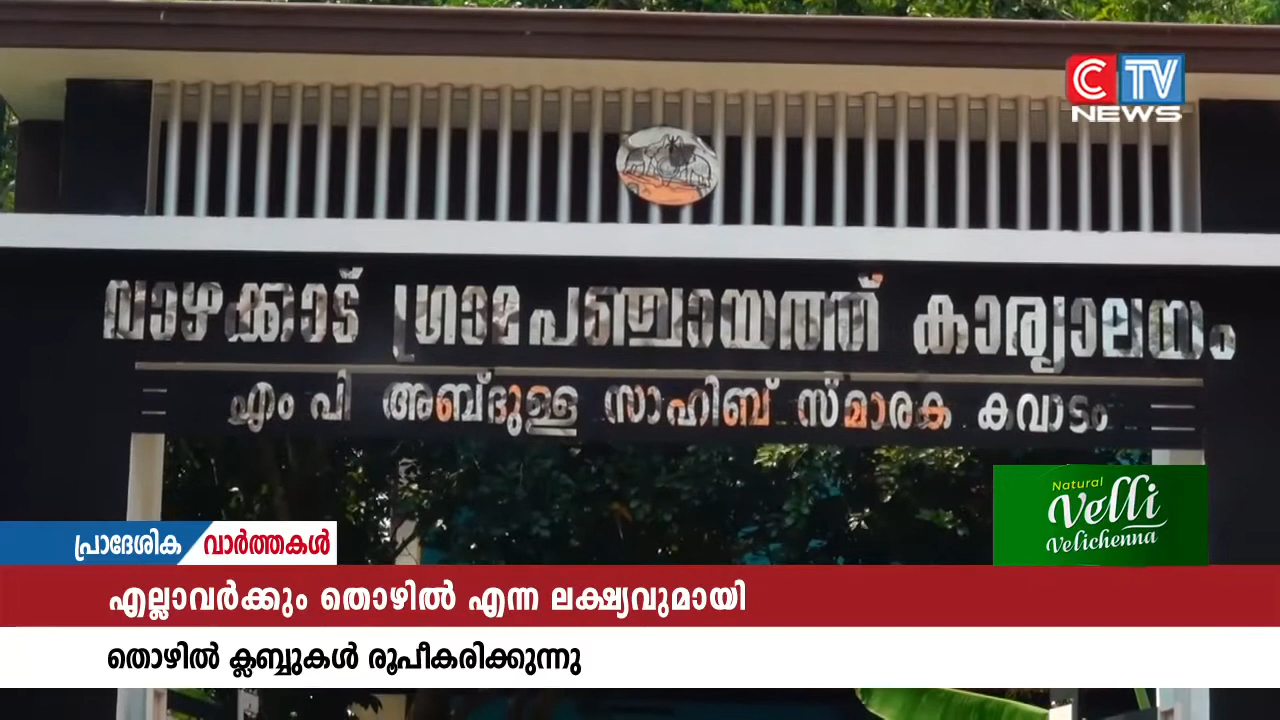 CTV
NEWS
വാഴക്കാട് ഗ്രാമപഞ്ചായത്ത് കാര്യാലയം
എം പി അബ്ദുള്ള സാഹിബ് സ്മാരക കവാടം
Natural
Velli
Velichenna
പ്രാദേശിക വാർത്തകൾ
എല്ലാവർക്കും തൊഴിൽ എന്ന ലക്ഷ്യവുമായി
തൊഴിൽ ക്ലബ്ബുകൾ രൂപീകരിക്കുന്നു